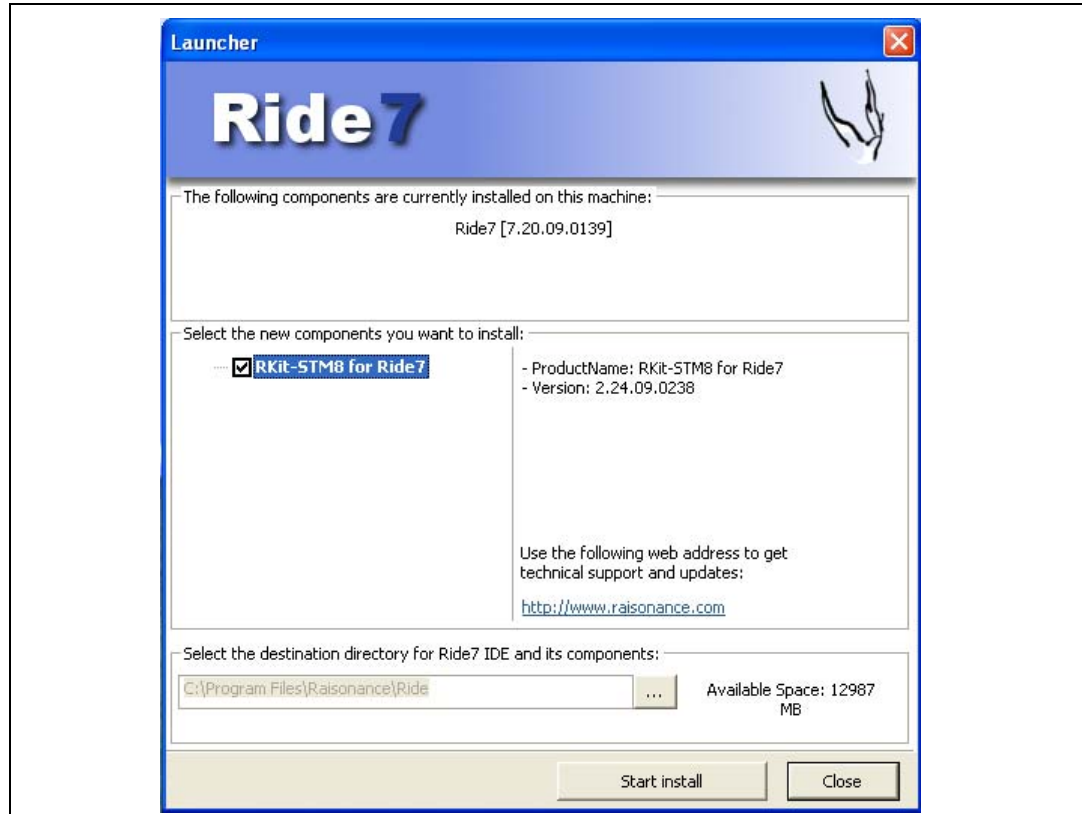 Launcher
Ride7
The following components are currently installed on this machine:
Ride7 [7.20.09.0139]
Select the new components you want to install:
RKit-STM8 for Ride7
- ProductName: RKit-STM8 for Ride7
- Version: 2.24.09.0238
Use the following web address to get
technical support and updates:
http://www.raisonance.com
Select the destination directory for Ride7 IDE and its components:
C:\Program Files\Raisonance\Ride
...
Available Space: 12987
MB
Start install
Close